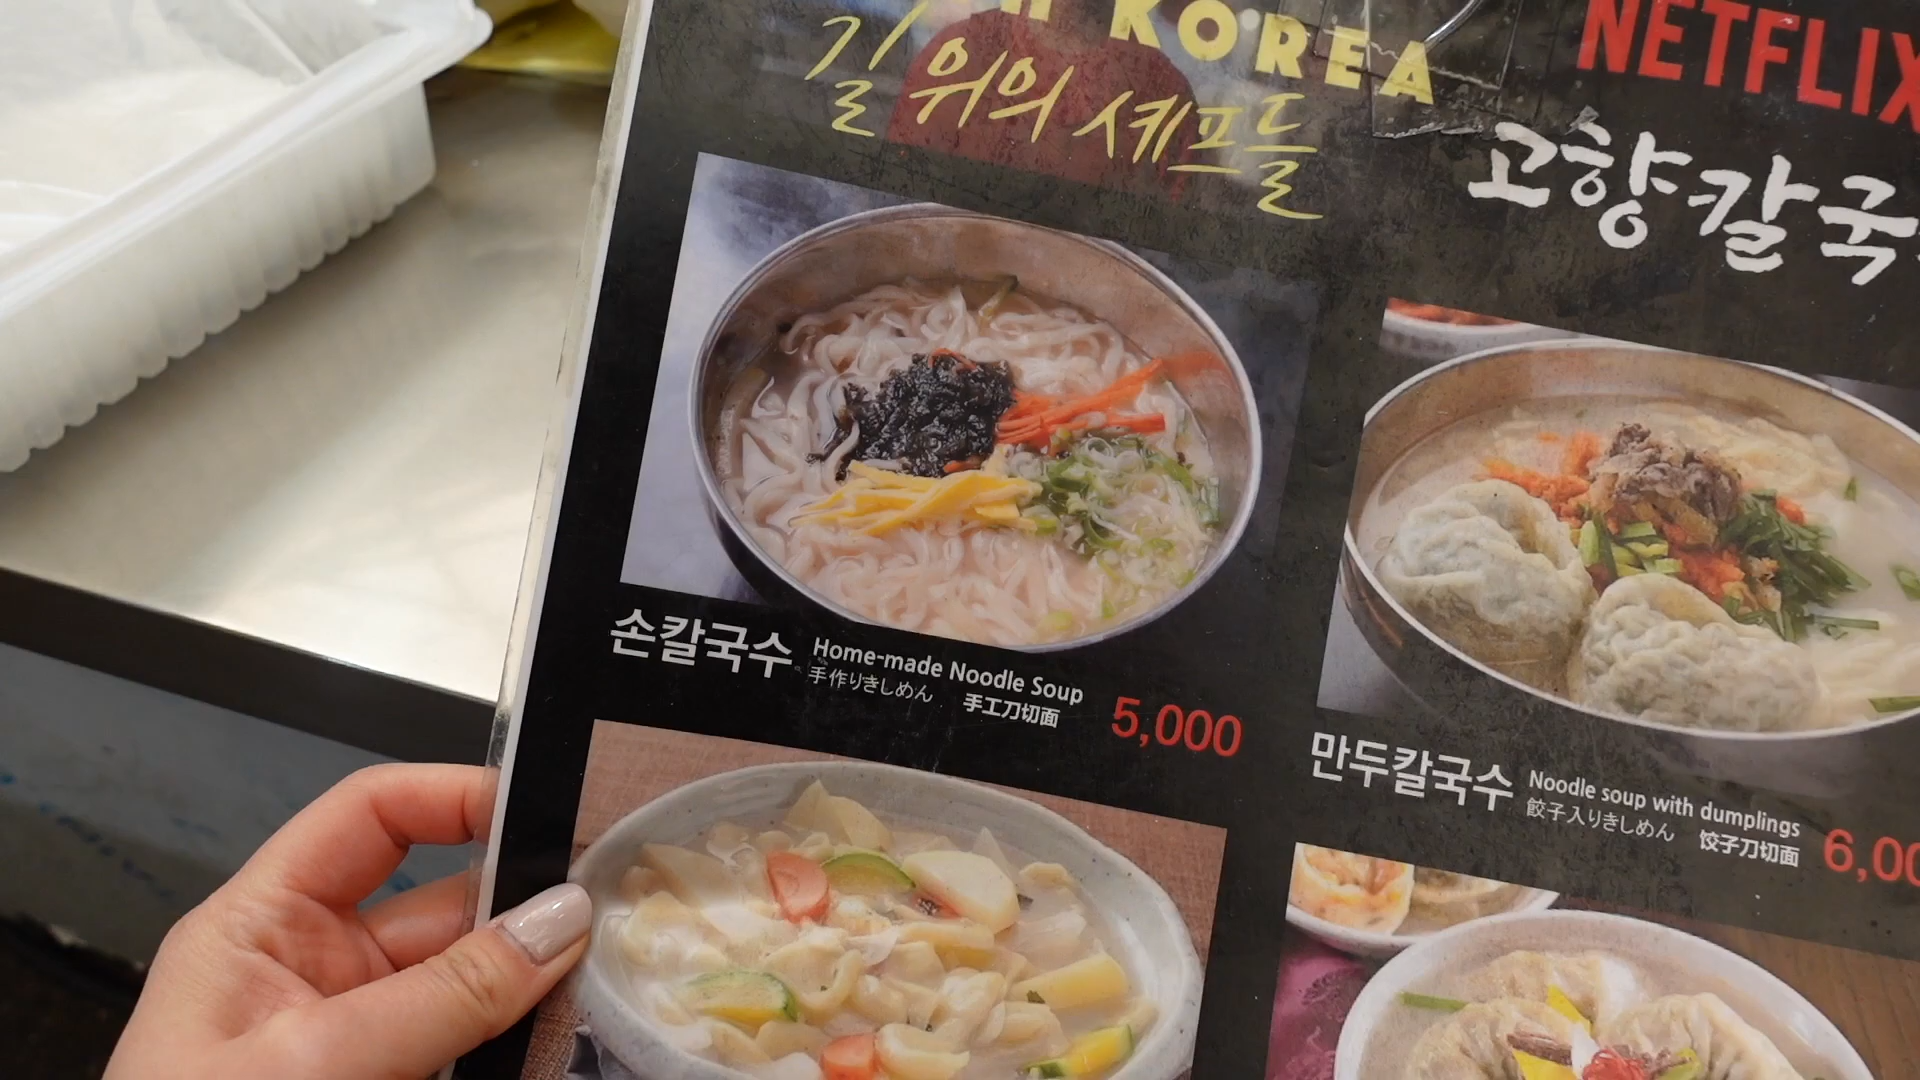 KOREA
길 위의 셰프들
NETFLIX
고향칼국
손칼국수
Home-made Noodle Soup
手作りきしめん 手工刀切面
5,000
만두칼국수
Noodle soup with dumplings
餃子入りきしめん 饺子刀切面
6,00